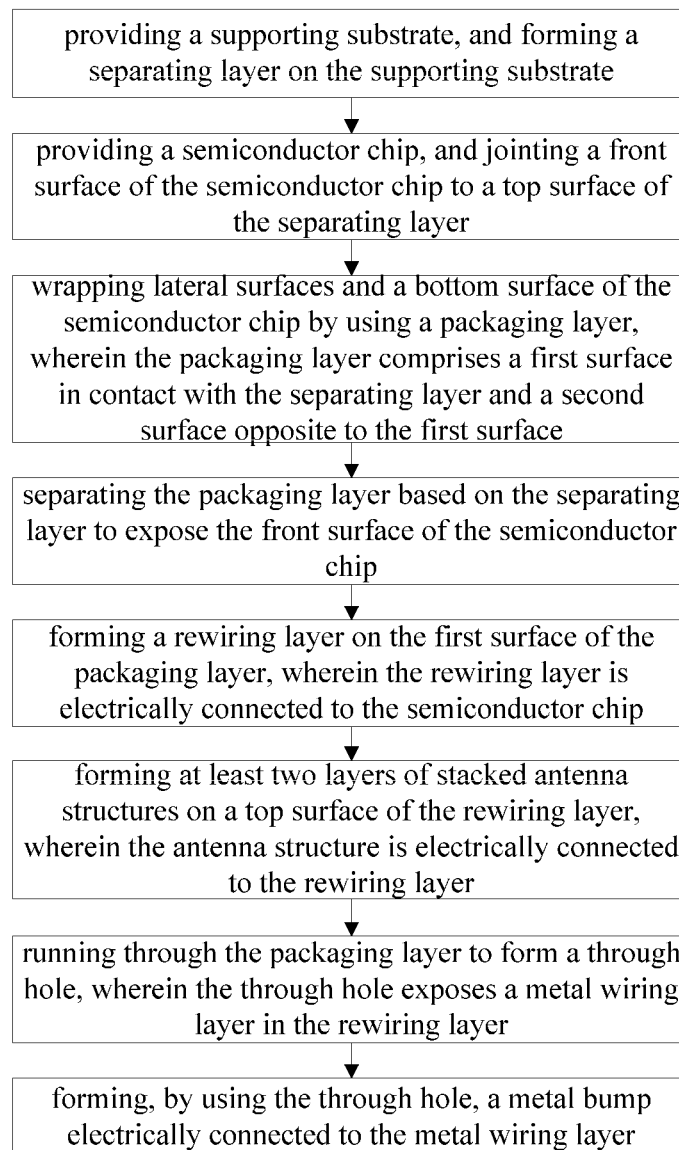 providing a supporting substrate, and forming a
separating layer on the supporting substrate
providing a semiconductor chip, and jointing a front
surface of the semiconductor chip to a top surface of
the separating layer
wrapping lateral surfaces and a bottom surface of the
semiconductor chip by using a packaging layer,
wherein the packaging layer comprises a first surface
in contact with the separating layer and a second
surface opposite to the first surface
separating the packaging layer based on the separating
layer to expose the front surface of the semiconductor
chip
forming a rewiring layer on the first surface of the
packaging layer, wherein the rewiring layer is
electrically connected to the semiconductor chip
forming at least two layers of stacked antenna
structures on a top surface of the rewiring layer,
wherein the antenna structure is electrically connected
to the rewiring layer
running through the packaging layer to form a through
hole, wherein the through hole exposes a metal wiring
layer in the rewiring layer
forming, by using the through hole, a metal bump
electrically connected to the metal wiring layer